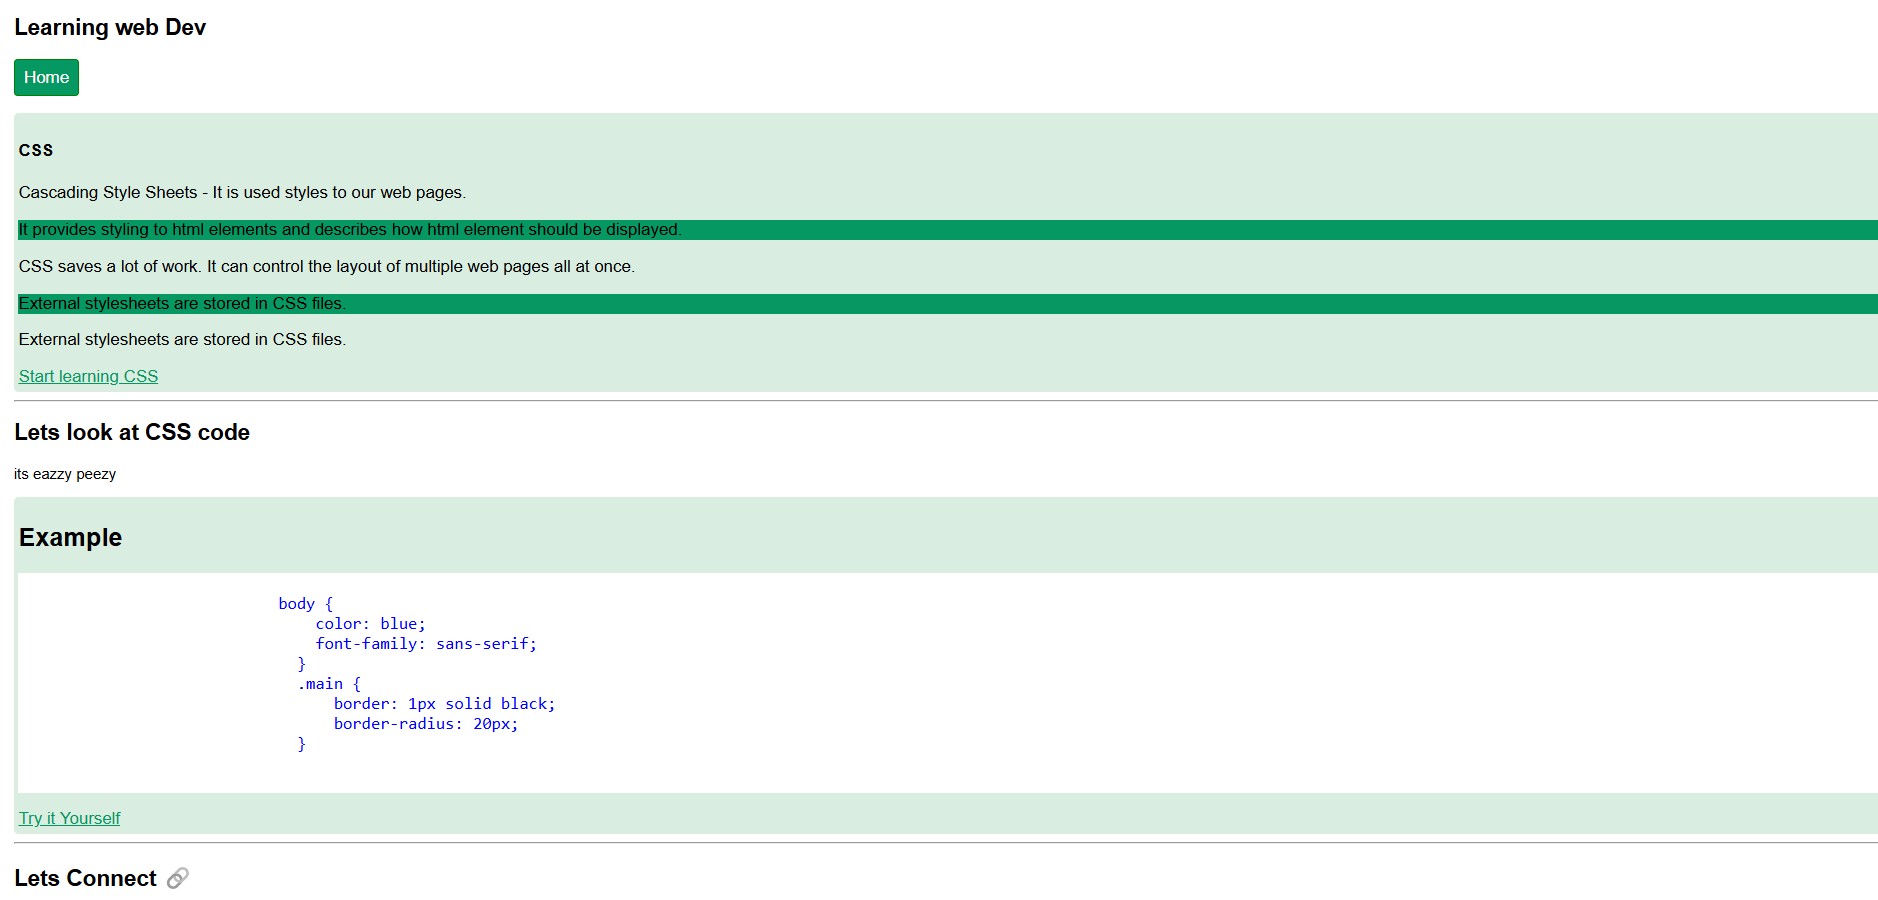 Learning web Dev
Home
CSS
Cascading Style Sheets - It is used styles to our web pages.
It provides styling to html elements and describes how html element should be displayed.
CSS saves a lot of work. It can control the layout of multiple web pages all at once.
External stylesheets are stored in CSS files.
External stylesheets are stored in CSS files.
Start learning CSS
Lets look at CSS code
its eazzy peezy
Example
body {
color: blue;
font-family: sans-serif;
}
.main {
border: 1px solid black;
border-radius: 20px;
}
Try it Yourself
Lets Connect 🔗